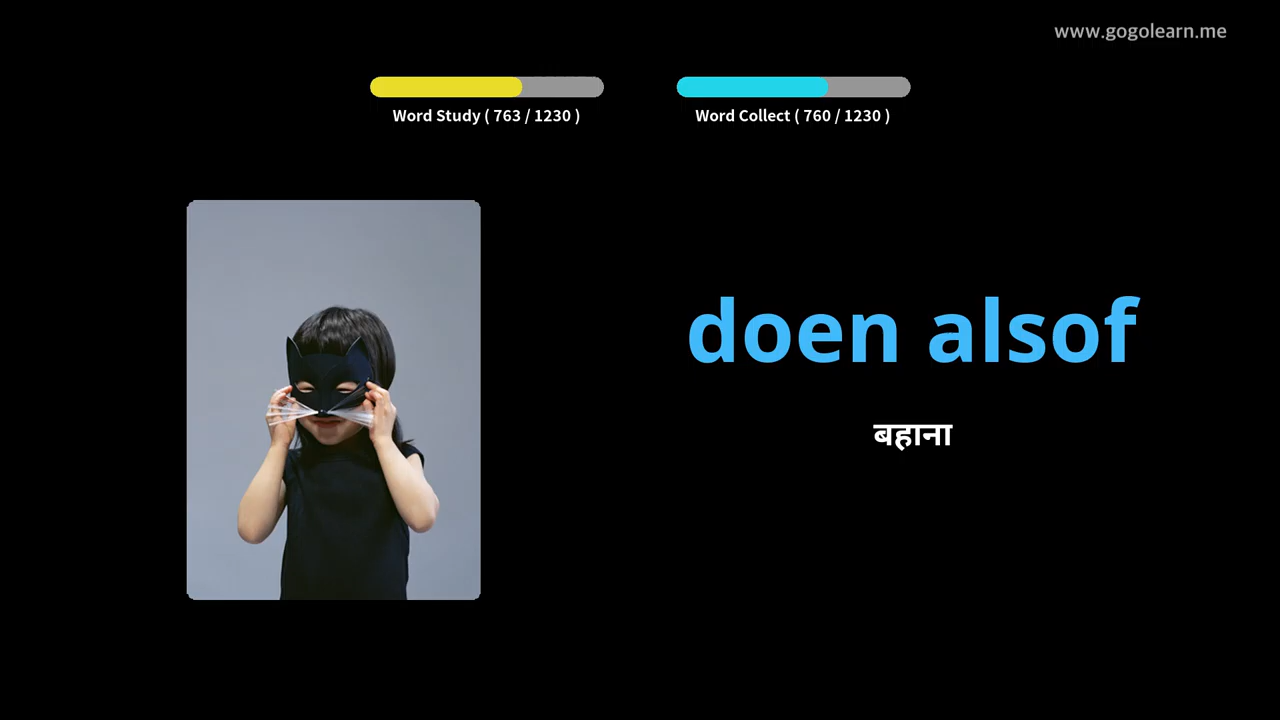 www.gogolearn.me
Word Study ( 763 / 1230 )
Word Collect ( 760 / 1230 )
doen alsof
बहाना